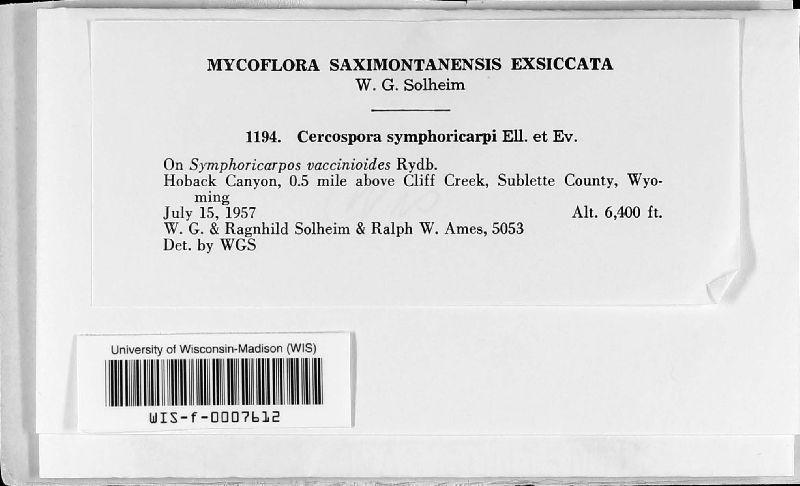 MYCOFLORA SAXIMONTANENSIS EXSICCATA
W. G. Solheim
1194. Cercospora symphoricarpi Ell. et Ev.
On Symphoricarpos vaccinioides Rydb.
Hoback Canyon, 0.5 mile above Cliff Creek, Sublette County, Wyo-
ming
July 15, 1957 Alt. 6,400 ft.
W. G. & Ragnhild Solheim & Ralph W. Ames, 5053
Det. by WGS
University of Wisconsin-Madison (WIS)
WIS-f-0007612